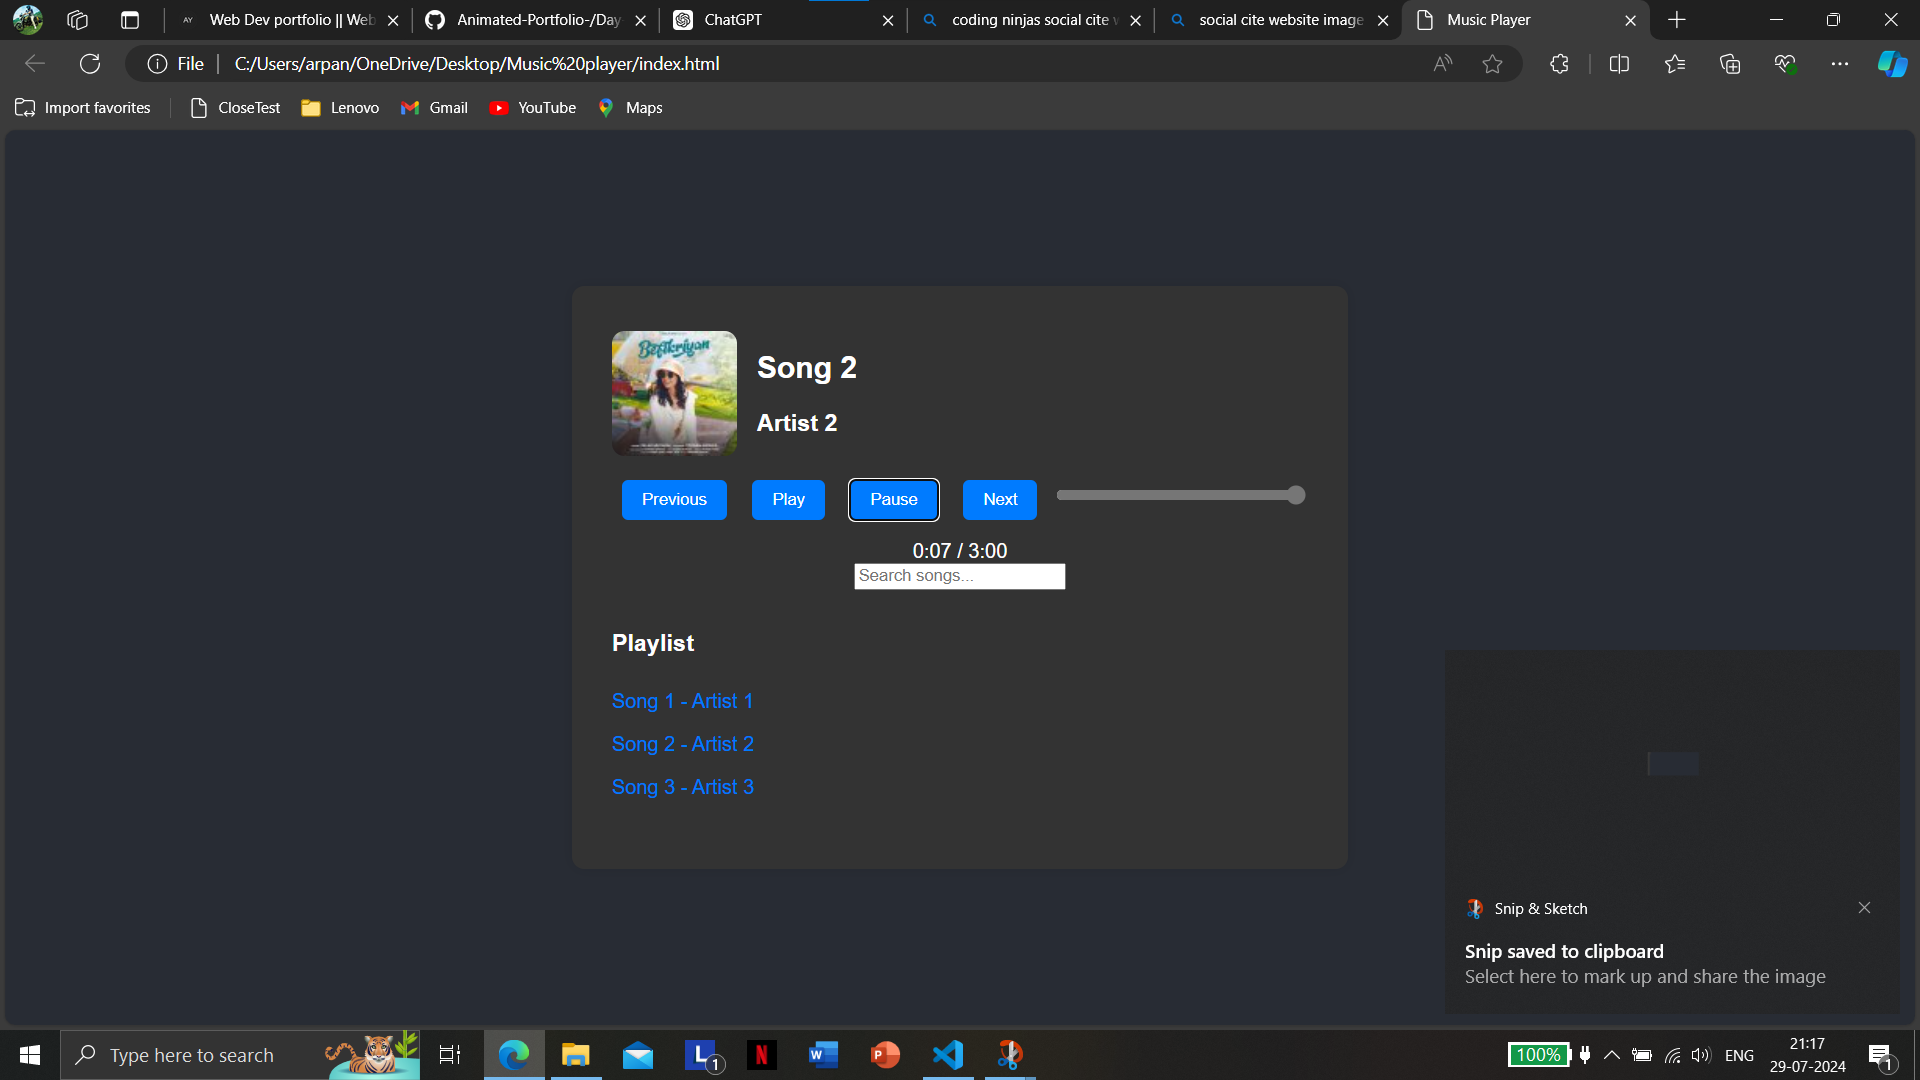 AY Web Dev portfolio || Web
Animated-Portfolio-/Day
ChatGPT
coding ninjas social cite w
social cite website image
Music Player
File C:/Users/arpan/OneDrive/Desktop/Music%20player/index.html
Import favorites CloseTest Lenovo Gmail YouTube Maps
Befikriyan
Song 2
Artist 2
Previous Play Pause Next
0:07 / 3:00
Search songs...
Playlist
Song 1 - Artist 1
Song 2 - Artist 2
Song 3 - Artist 3
Snip & Sketch
Snip saved to clipboard
Select here to mark up and share the image
Type here to search
L 1
N
W
P
100%
ENG
21:17
29-07-2024
1